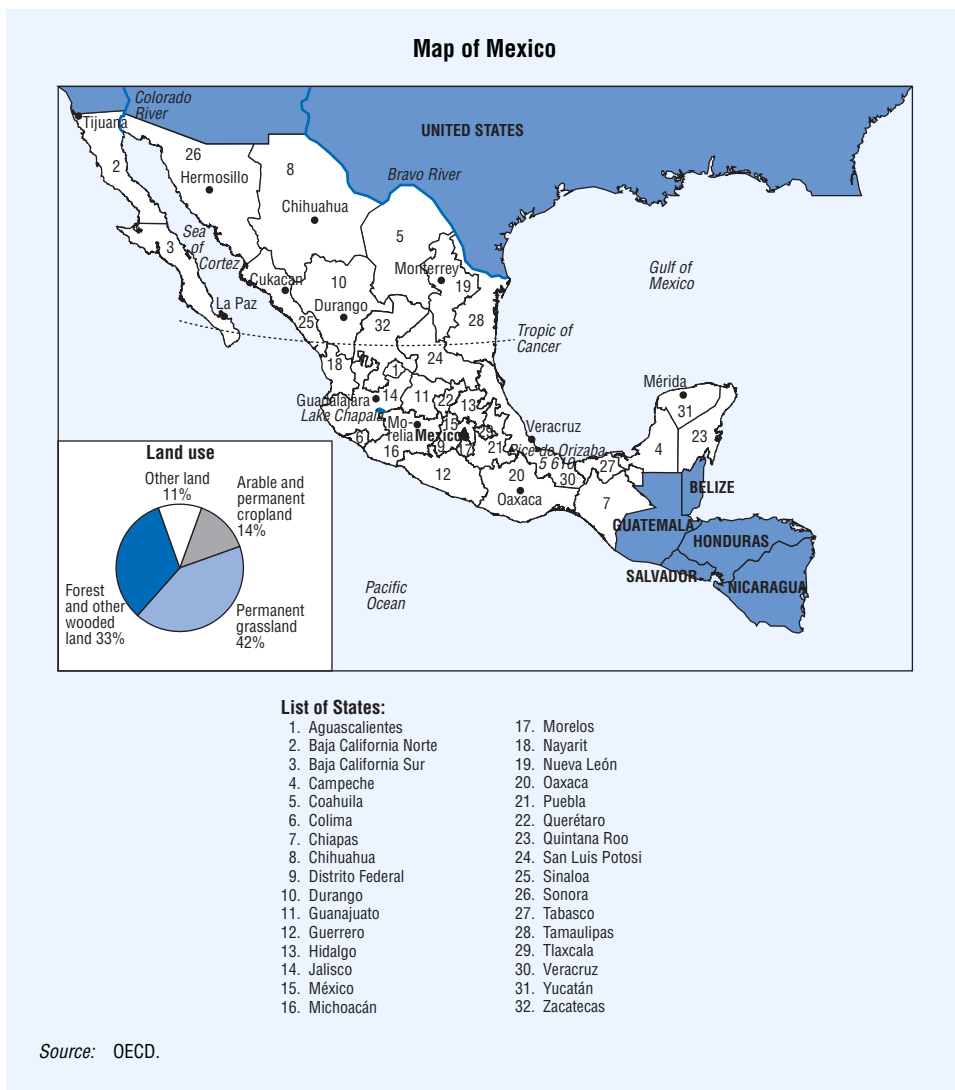 Map of Mexico
Colorado
River
Tijuana
UNITED STATES
26
2
8
Hermosillo
Bravo River
Chihuahua
Sea
of
Cortez
3
5
Gulf of
Mexico
Monterrey
Cukacan
10
19
La Paz
Durango
25
32
28
Tropic of
Cancer
18
24
1
Mérida
Guadalajara
14
11
22
13
31
Lake Chapala
Mo-
relia
15
México
29
Veracruz
23
6
16
9
17
21
Pice de Orizaba
5 610
4
27
12
20
30
Oaxaca
7
BELIZE
GUATEMALA
HONDURAS
SALVADOR
NICARAGUA
Pacific
Ocean
Land use
Other land
11%
Arable and
permanent
cropland
14%
Forest
and other
wooded
land 33%
Permanent
grassland
42%
List of States:
1. Aguascalientes
2. Baja California Norte
3. Baja California Sur
4. Campeche
5. Coahuila
6. Colima
7. Chiapas
8. Chihuahua
9. Distrito Federal
10. Durango
11. Guanajuato
12. Guerrero
13. Hidalgo
14. Jalisco
15. México
16. Michoacán
17. Morelos
18. Nayarit
19. Nueva León
20. Oaxaca
21. Puebla
22. Querétaro
23. Quintana Roo
24. San Luis Potosi
25. Sinaloa
26. Sonora
27. Tabasco
28. Tamaulipas
29. Tlaxcala
30. Veracruz
31. Yucatán
32. Zacatecas
Source: OECD.